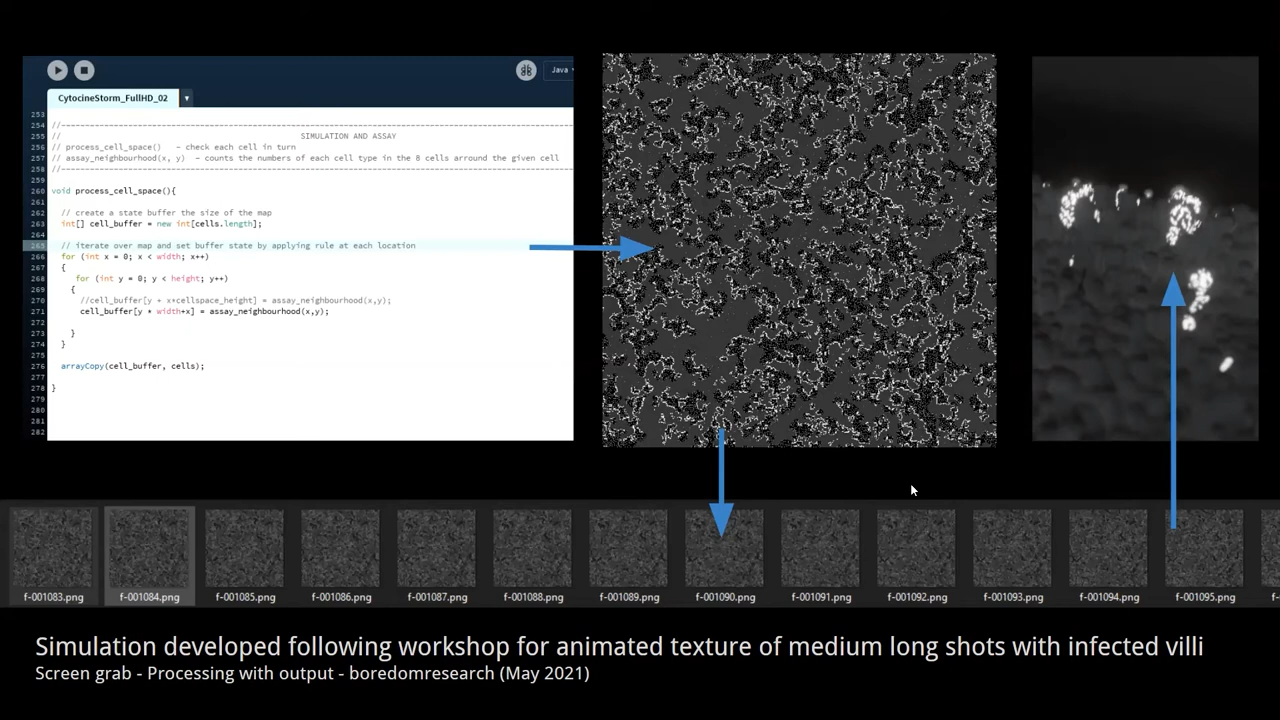 Java
CytocineStorm_FullHD_02
253
254 //------------------------------------------------------------------------------------------------------------
255 // SIMULATION AND ASSAY
256 // process_cell_space() - check each cell in turn
257 // assay_neighbourhood(x, y) - counts the numbers of each cell type in the 8 cells arround the given cell
258 //------------------------------------------------------------------------------------------------------------
259
260 void process_cell_space(){
261
262 // create a state buffer the size of the map
263 int[] cell_buffer = new int[cells.length];
264
265 // iterate over map and set buffer state by applying rule at each location
266 for (int x = 0; x < width; x++)
267 {
268 for (int y = 0; y < height; y++)
269 {
270 //cell_buffer[y + x*cellspace_height] = assay_neighbourhood(x,y);
271 cell_buffer[y * width+x] = assay_neighbourhood(x,y);
272
273 }
274 }
275
276 arrayCopy(cell_buffer, cells);
277
278 }
279
280
281
282
f-001083.png f-001084.png f-001085.png f-001086.png f-001087.png f-001088.png f-001089.png f-001090.png f-001091.png f-001092.png f-001093.png f-001094.png f-001095.png
Simulation developed following workshop for animated texture of medium long shots with infected villi
Screen grab - Processing with output - boredomresearch (May 2021)